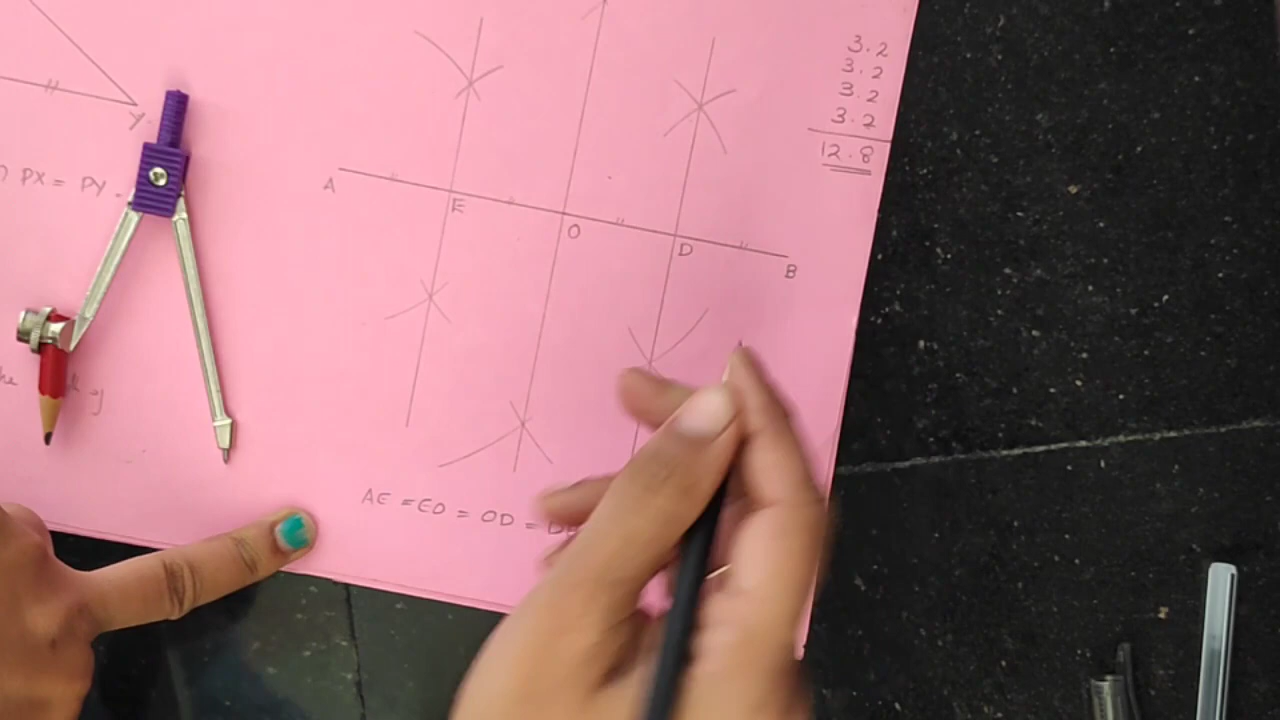 Y
PX = PY.
A
E
O
D
B
3.2
3.2
3.2
3.2
12.8
AE = EO = OD = DB